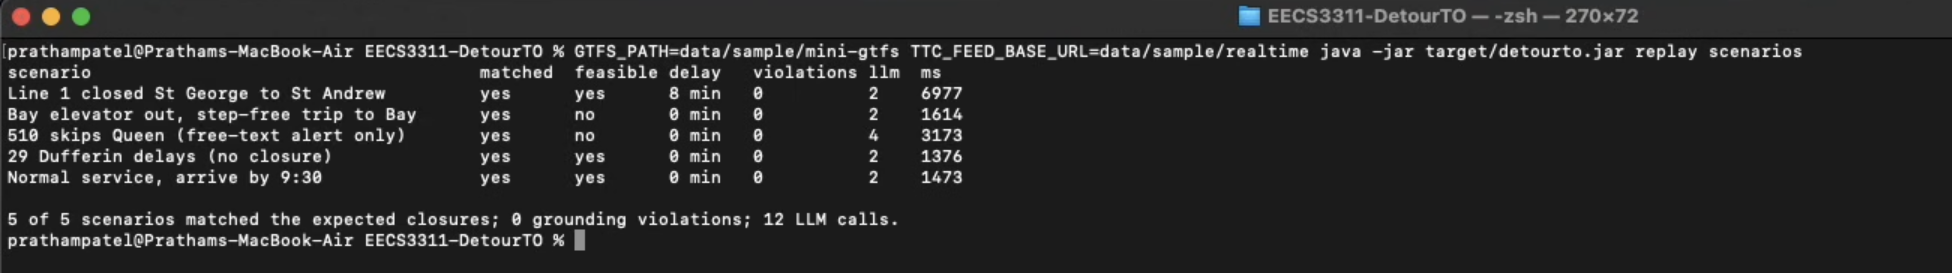 EECS3311-DetourTO — -zsh — 270×72
prathampatel@Prathams-MacBook-Air EECS3311-DetourTO % GTFS_PATH=data/sample/mini-gtfs TTC_FEED_BASE_URL=data/sample/realtime java -jar target/detourto.jar replay scenarios
scenario matched feasible delay violations llm ms
Line 1 closed St George to St Andrew yes yes 8 min 0 2 6977
Bay elevator out, step-free trip to Bay yes no 0 min 0 2 1614
510 skips Queen (free-text alert only) yes no 0 min 0 4 3173
29 Dufferin delays (no closure) yes yes 0 min 0 2 1376
Normal service, arrive by 9:30 yes yes 0 min 0 2 1473
5 of 5 scenarios matched the expected closures; 0 grounding violations; 12 LLM calls.
prathampatel@Prathams-MacBook-Air EECS3311-DetourTO %